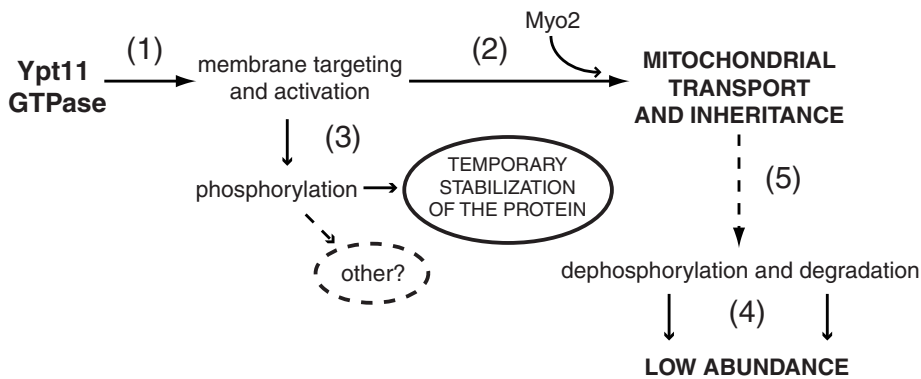 Myo2
(1)
(2)
Ypt11
GTPase
membrane targeting
and activation
MITOCHONDRIAL
TRANSPORT
AND INHERITANCE
(3)
phosphorylation
TEMPORARY
STABILIZATION
OF THE PROTEIN
(5)
other?
dephosphorylation and degradation
(4)
LOW ABUNDANCE